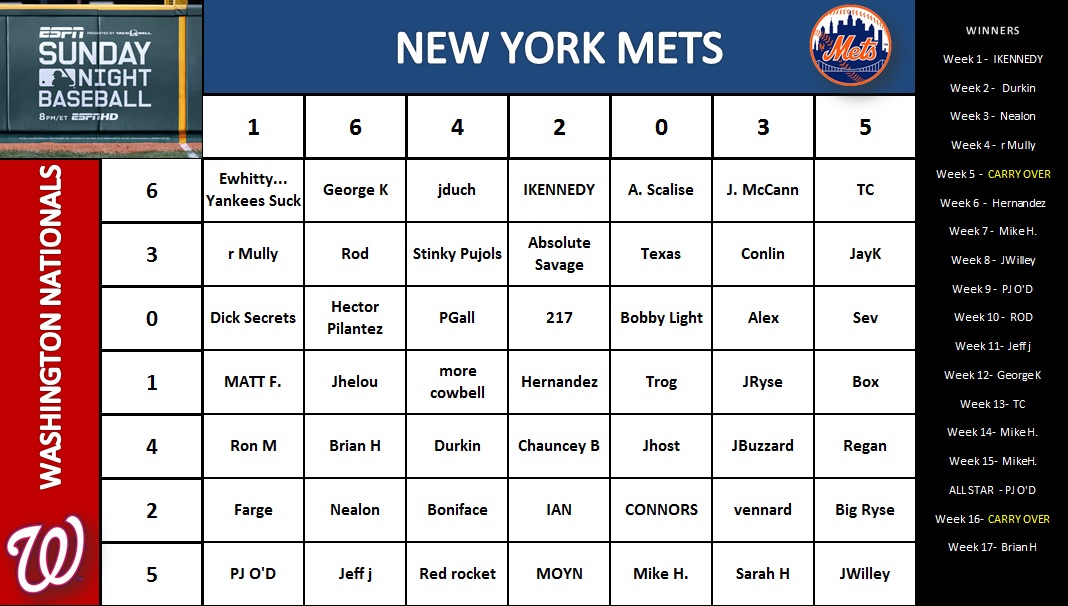 ESPN PRESENTED BY TACO BELL
SUNDAY
NIGHT
BASEBALL
8PM/ET ESPN HD
NEW YORK METS
Mets
1 6 4 2 0 3 5
WASHINGTON NATIONALS
W
6
Ewhitty...
Yankees Suck
George K
jduch
IKENNEDY
A. Scalise
J. McCann
TC
3
r Mully
Rod
Stinky Pujols
Absolute
Savage
Texas
Conlin
JayK
0
Dick Secrets
Hector
Pilantez
PGall
217
Bobby Light
Alex
Sev
1
MATT F.
Jhelou
more
cowbell
Hernandez
Trog
JRyse
Box
4
Ron M
Brian H
Durkin
Chauncey B
Jhost
JBuzzard
Regan
2
Farge
Nealon
Boniface
IAN
CONNORS
vennard
Big Ryse
5
PJ O'D
Jeff j
Red rocket
MOYN
Mike H.
Sarah H
JWilley
WINNERS
Week 1 - IKENNEDY
Week 2 - Durkin
Week 3 - Nealon
Week 4 - r Mully
Week 5 - CARRY OVER
Week 6 - Hernandez
Week 7 - Mike H.
Week 8 - JWilley
Week 9 - PJ O'D
Week 10 - ROD
Week 11- Jeff j
Week 12- George K
Week 13- TC
Week 14- Mike H.
Week 15- Mike H.
ALL STAR - PJ O'D
Week 16- CARRY OVER
Week 17- Brian H